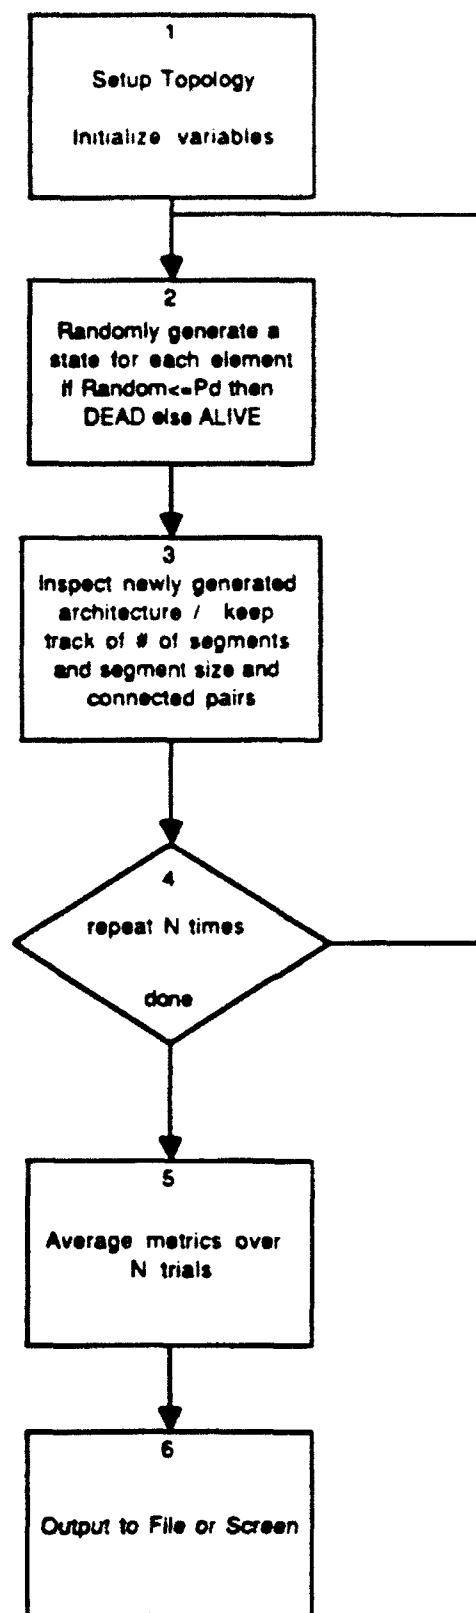 1
Setup Topology
Initialize variables
2
Randomly generate a
state for each element
if Random<=Pd then
DEAD else ALIVE
3
Inspect newly generated
architecture / keep
track of # of segments
and segment size and
connected pairs
4
repeat N times
done
5
Average metrics over
N trials
6
Output to File or Screen